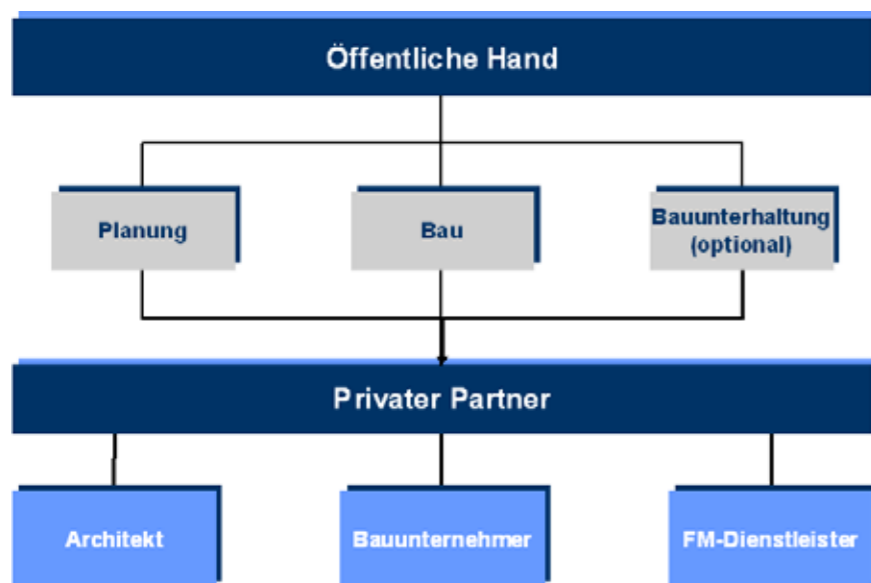 Öffentliche Hand
Planung
Bau
Bauunterhaltung
(optional)
Privater Partner
Architekt
Bauunternehmer
FM-Dienstleister